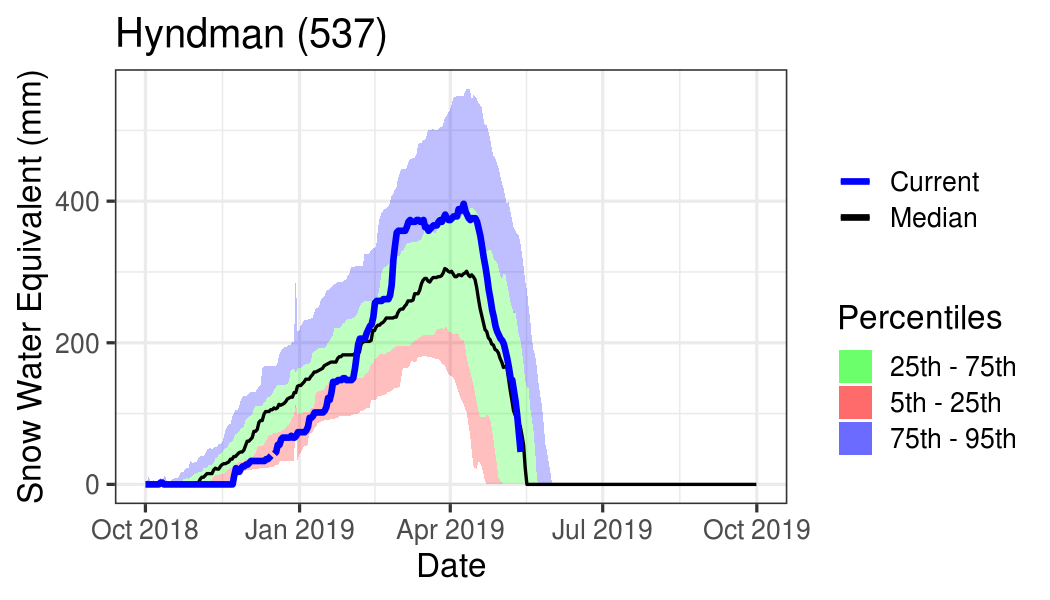 Hyndman (537)
Snow Water Equivalent (mm)
400
200
0
Oct 2018 Jan 2019 Apr 2019 Jul 2019 Oct 2019
Date
Current
Median
Percentiles
25th - 75th
5th - 25th
75th - 95th